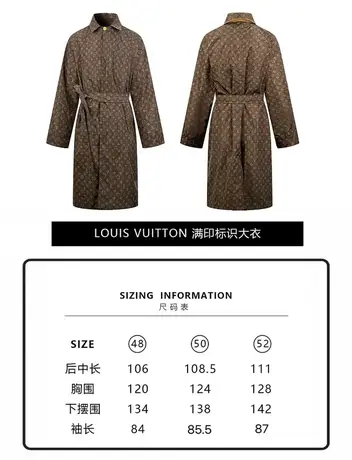 LOUIS VUITTON 满印标识大衣
SIZING INFORMATION
尺码表
SIZE 48 50 52
后中长 106 108.5 111
胸围 120 124 128
下摆围 134 138 142
袖长 84 85.5 87